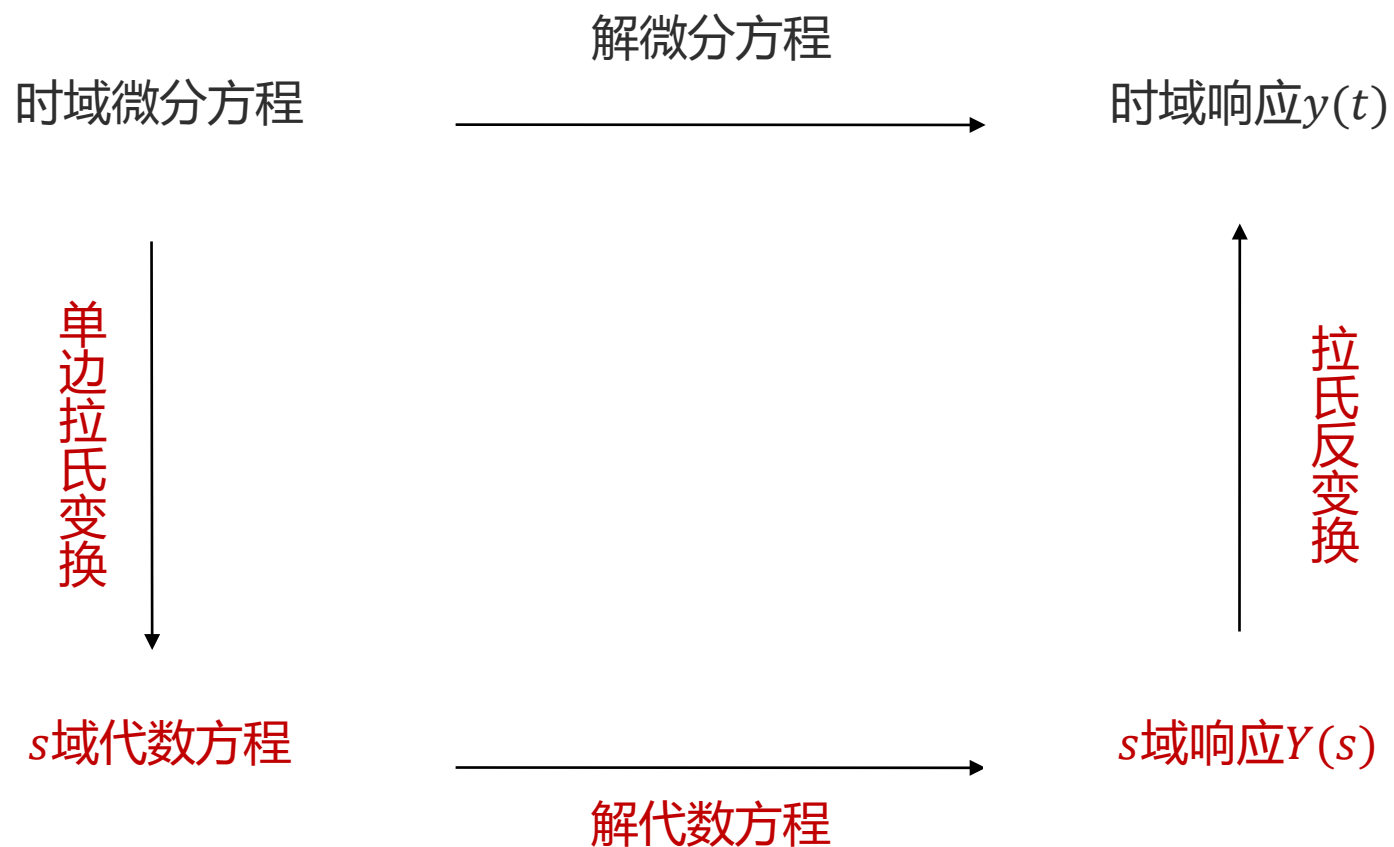 解微分方程
时域微分方程
时域响应y(t)
单边拉氏变换
拉氏反变换
s域代数方程
s域响应Y(s)
解代数方程